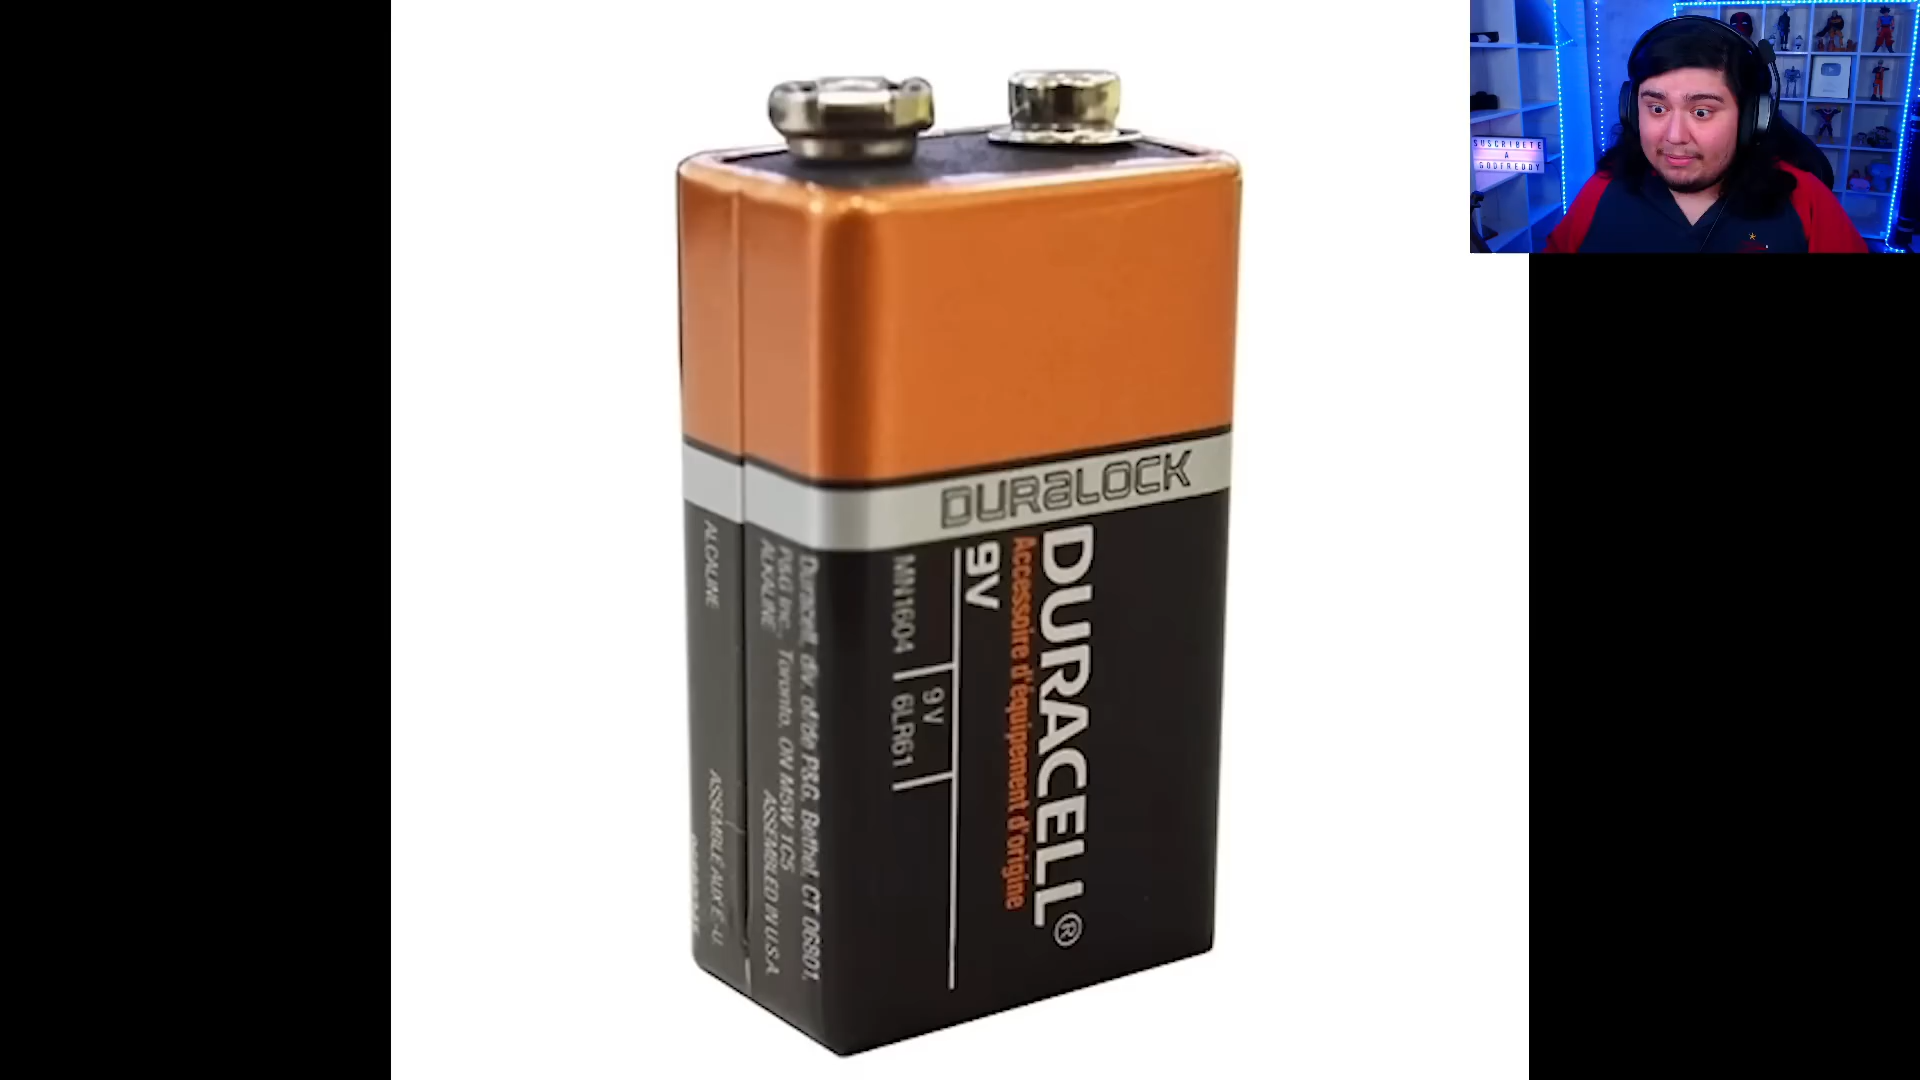 SUSCRIBETE
A
GODFREDDY
DURaLOCK
DURACELL®
Accessoire d'équipement d'origine
9V
9V
MN1604
6LR61
Duracell, div. of/de P&G, Bethel, CT 06801,
P&G Inc., Toronto, ON M5W 1C5
ALKALINE
ASSEMBLED IN U.S.A.
ALCALINE
ASSEMBLÉ AUX É.-U.